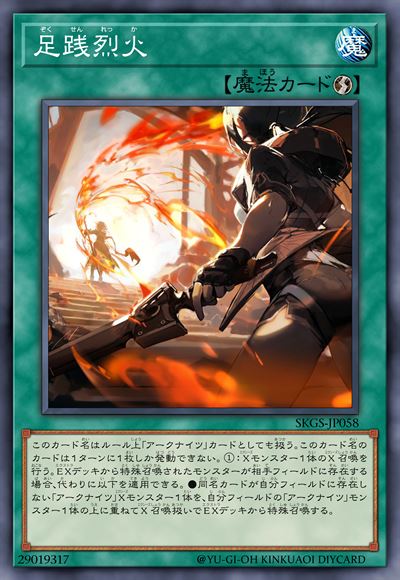 足践烈火
魔
【魔法カード】
SKGS-JP058
このカード名はルール上「アークナイツ」カードとしても扱う。このカード名の
カードは1ターンに1枚しか発動できない。①:Xモンスター1体のX召喚を
行う。EXデッキから特殊召喚されたモンスターが相手フィールドに存在する
場合、代わりに以下を適用できる。●同名カードが自分フィールドに存在し
ない「アークナイツ」Xモンスター1体を、自分フィールドの「アークナイツ」モン
スター1体の上に重ねてX召喚扱いでEXデッキから特殊召喚する。
29019317
@YU-GI-OH KINKUAOI DIYCARD